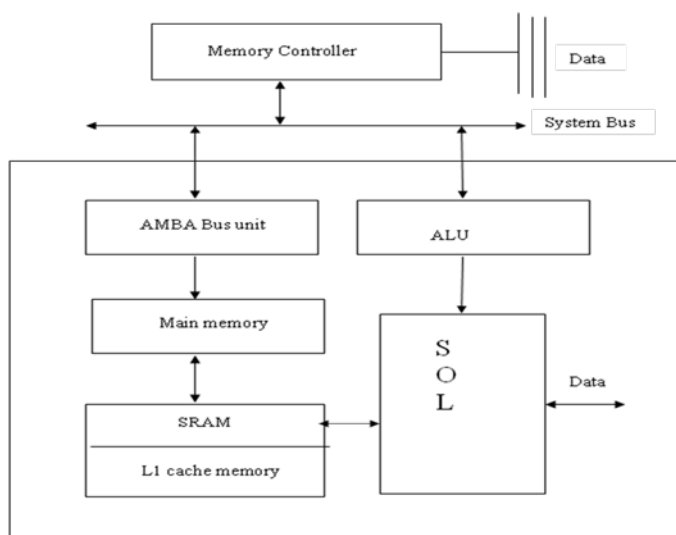 Memory Controller
Data
System Bus
AMBA Bus unit
ALU
Main memory
S
O
L
Data
SRAM
L1 cache memory